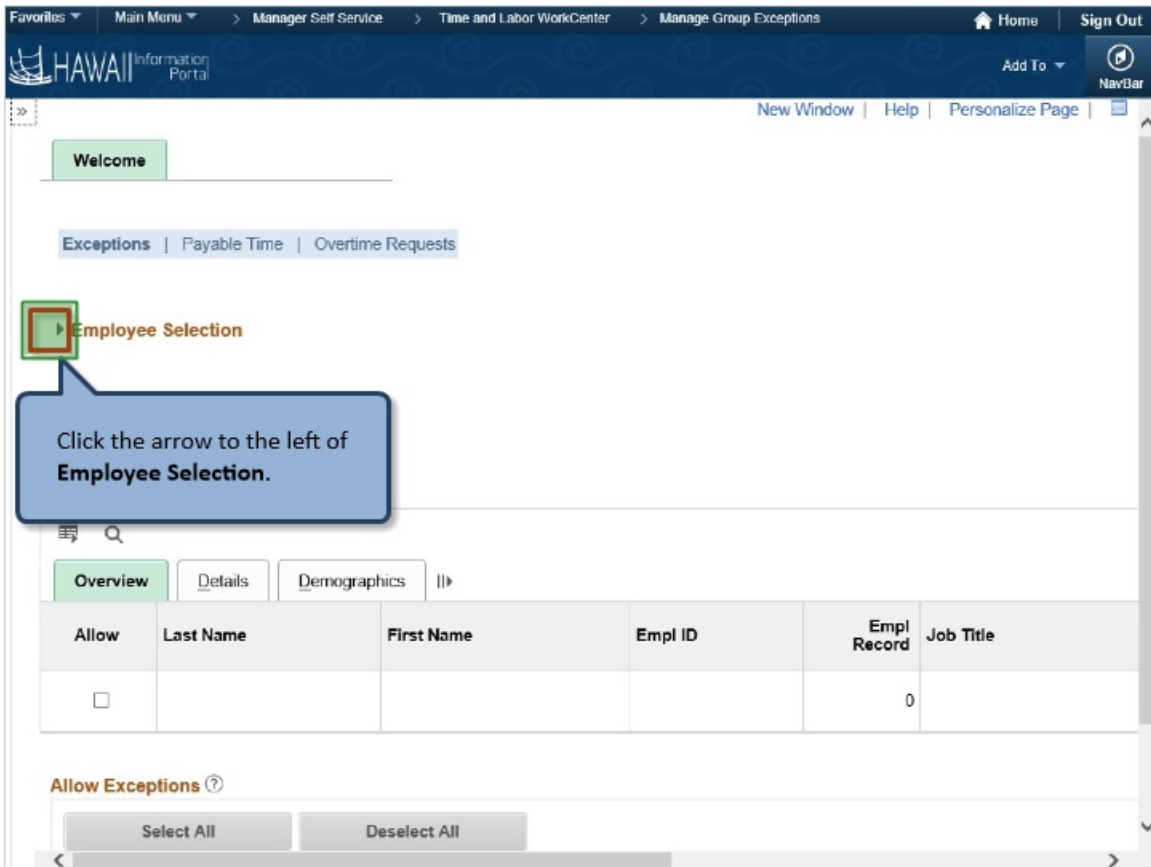 Favorites Main Menu > Manager Self Service > Time and Labor WorkCenter > Manage Group Exceptions Home Sign Out
HAWAII Information Portal Add To
NavBar
» New Window | Help | Personalize Page |
Welcome
Exceptions | Payable Time | Overtime Requests
Employee Selection
Click the arrow to the left of
Employee Selection.
Overview Details Demographics
Allow Last Name First Name Empl ID Empl Record Job Title
0
Allow Exceptions ?
Select All Deselect All